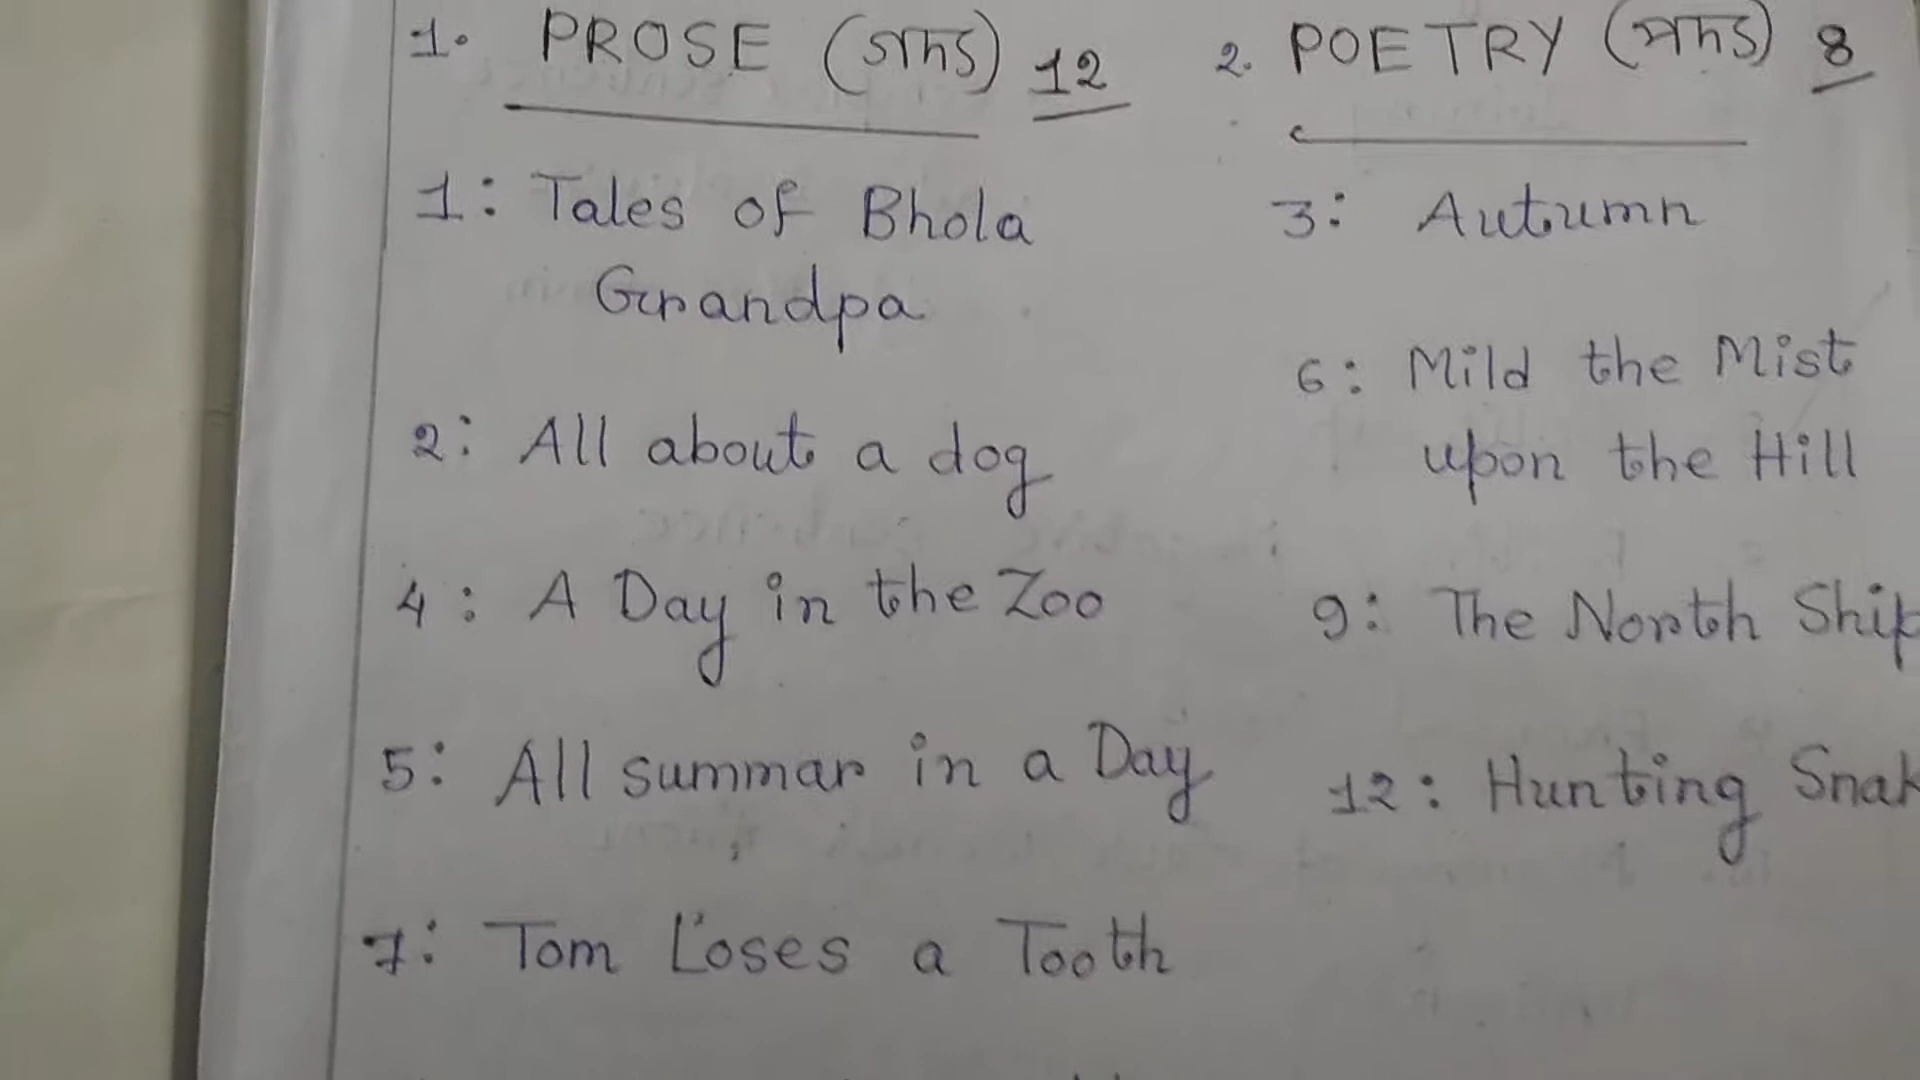 1. PROSE (গদ্য) 12
1: Tales of Bhola
Grandpa
2: All about a dog
4: A Day in the Zoo
5: All summar in a Day
7: Tom Loses a Tooth
2. POETRY (পদ্য) 8
3: Autumn
6: Mild the Mist
upon the Hill
9: The North Ship
12: Hunting Snak